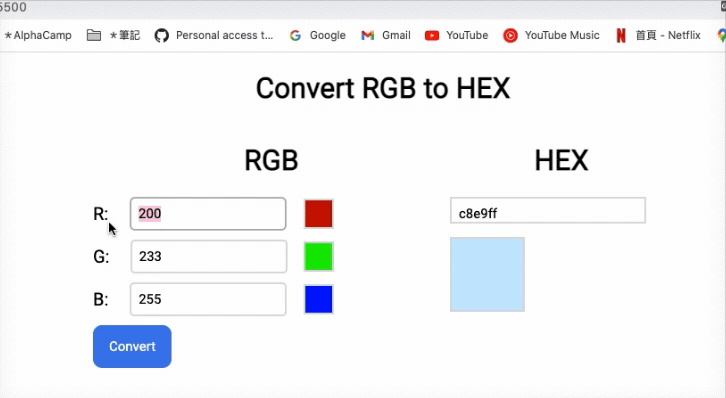 5500
★AlphaCamp ★筆記 Personal access t... Google Gmail YouTube YouTube Music 首頁 - Netflix
Convert RGB to HEX
RGB HEX
R: 200 c8e9ff
G: 233
B: 255
Convert